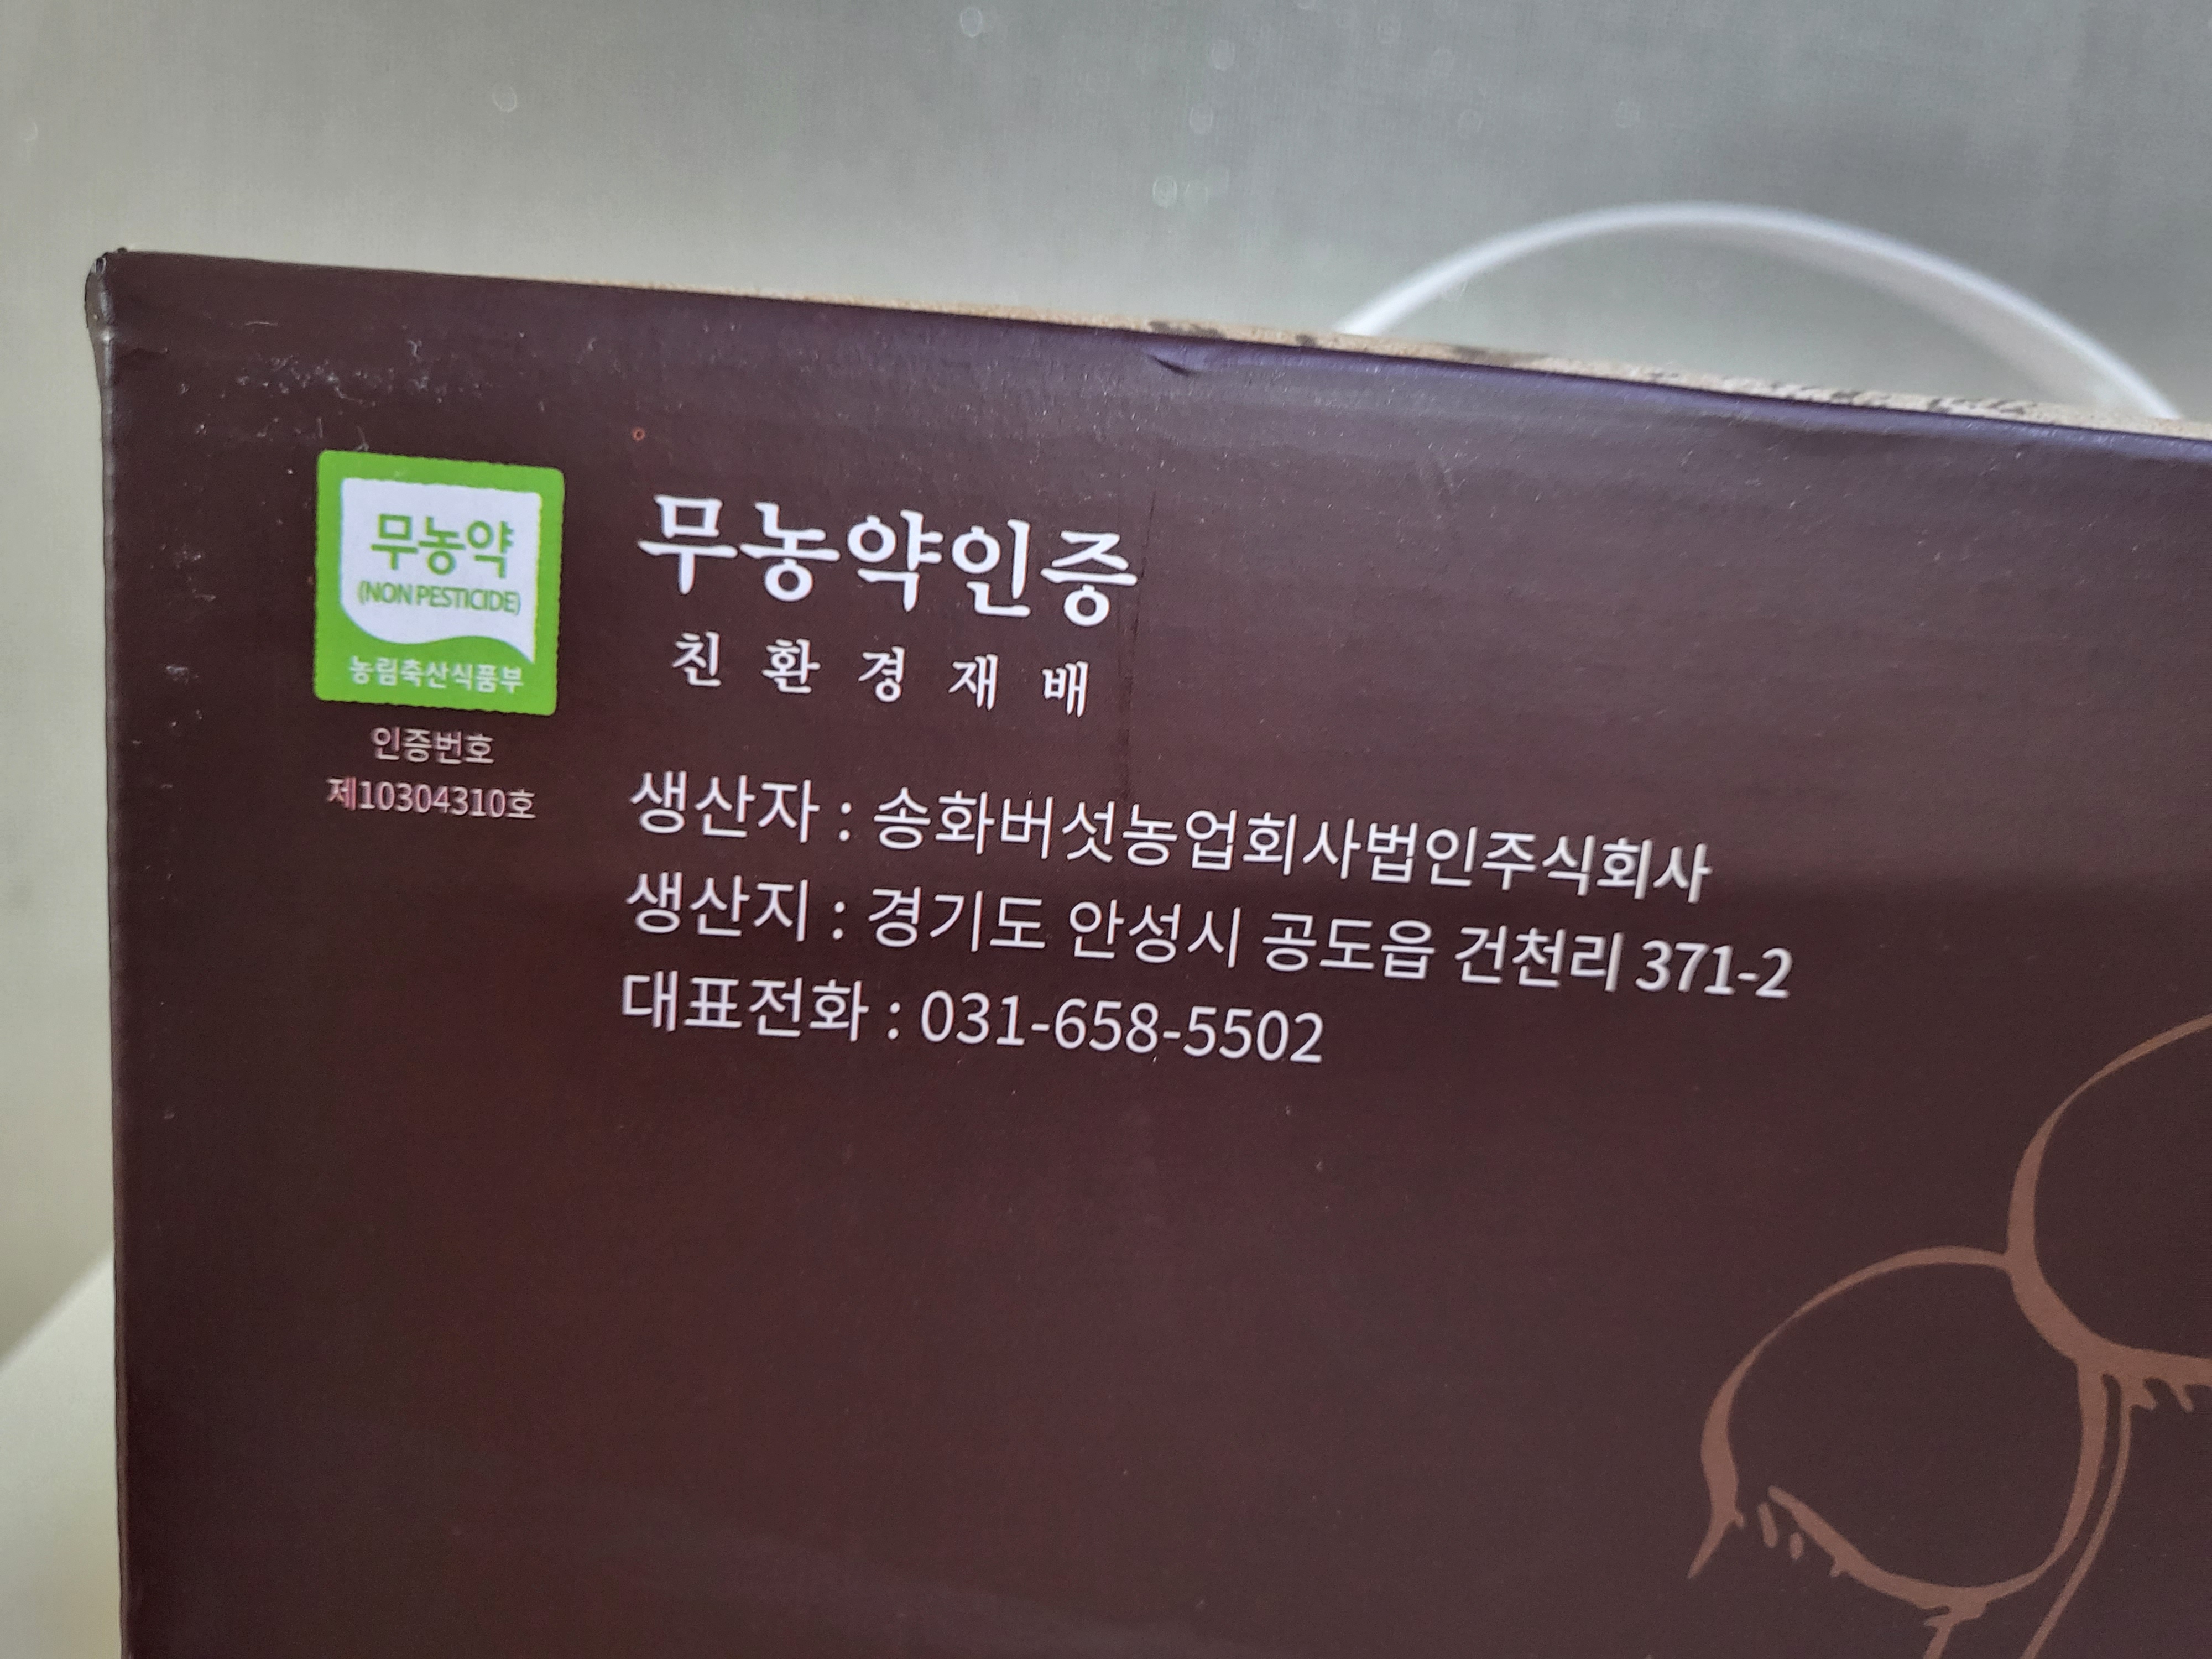 무농약
(NON PESTICIDE)
농림축산식품부
인증번호
제10304310호
무농약인증
친 환 경 재 배
생산자 : 송화버섯농업회사법인주식회사
생산지 : 경기도 안성시 공도읍 건천리 371-2
대표전화 : 031-658-5502